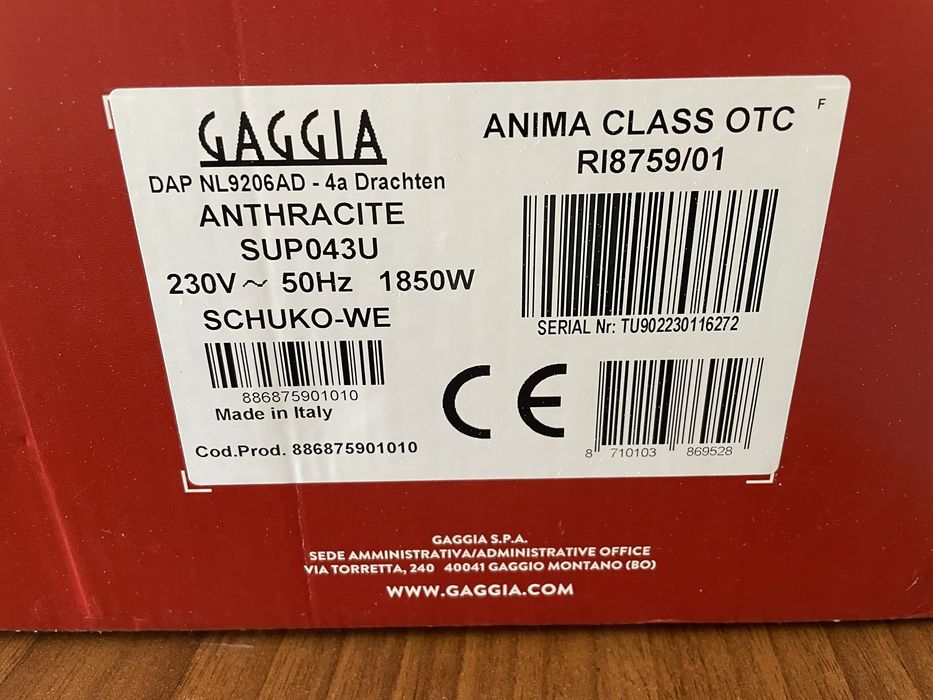 GAGGIA
DAP NL9206AD - 4a Drachten
ANTHRACITE
SUP043U
230V ~ 50Hz 1850W
SCHUKO-WE
886875901010
Made in Italy
Cod.Prod. 886875901010
ANIMA CLASS OTC
F
RI8759/01
SERIAL Nr: TU902230116272
CE
8 710103 869528
GAGGIA S.P.A.
SEDE AMMINISTRATIVA/ADMINISTRATIVE OFFICE
VIA TORRETTA, 240 40041 GAGGIO MONTANO (BO)
WWW.GAGGIA.COM